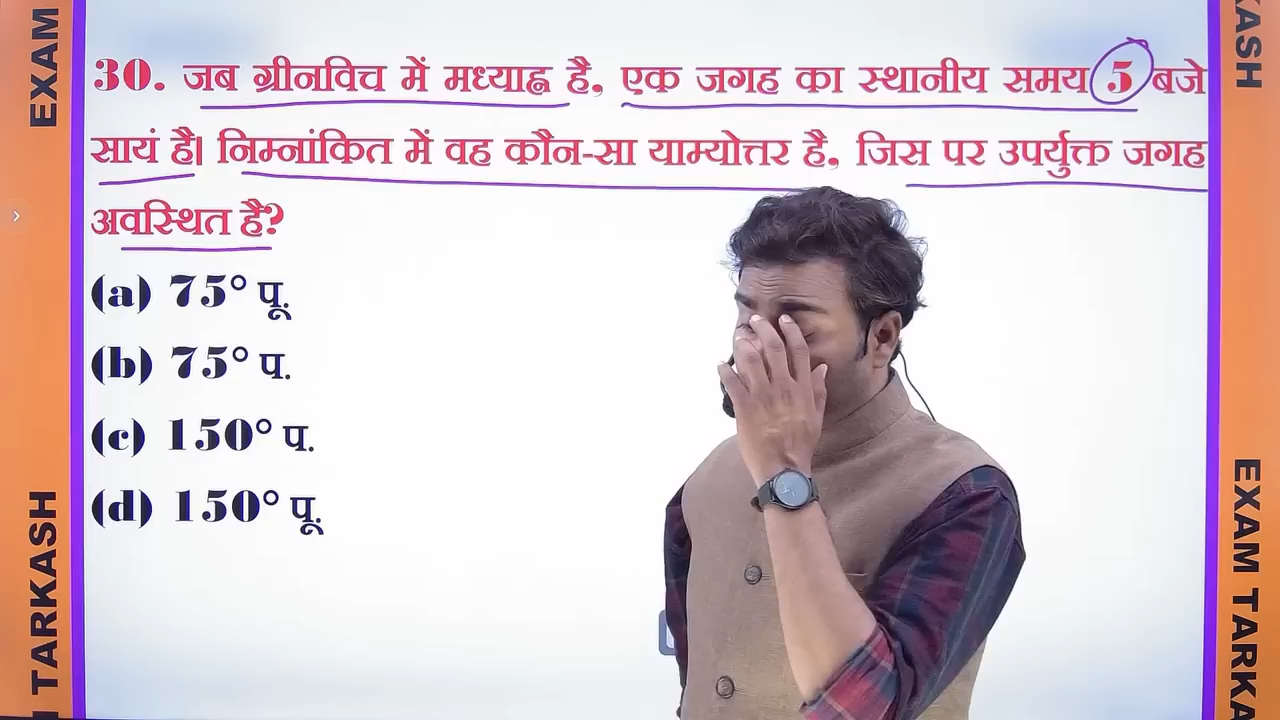 30. जब ग्रीनविच में मध्याह्न है, एक जगह का स्थानीय समय 5 बजे
सायं है। निम्नांकित में वह कौन-सा याम्योत्तर है, जिस पर उपर्युक्त जगह
अवस्थित है?
(a) 75° पू.
(b) 75° प.
(c) 150° प.
(d) 150° पू.
EXAM
TARKASH
KASH
EXAM TARKA